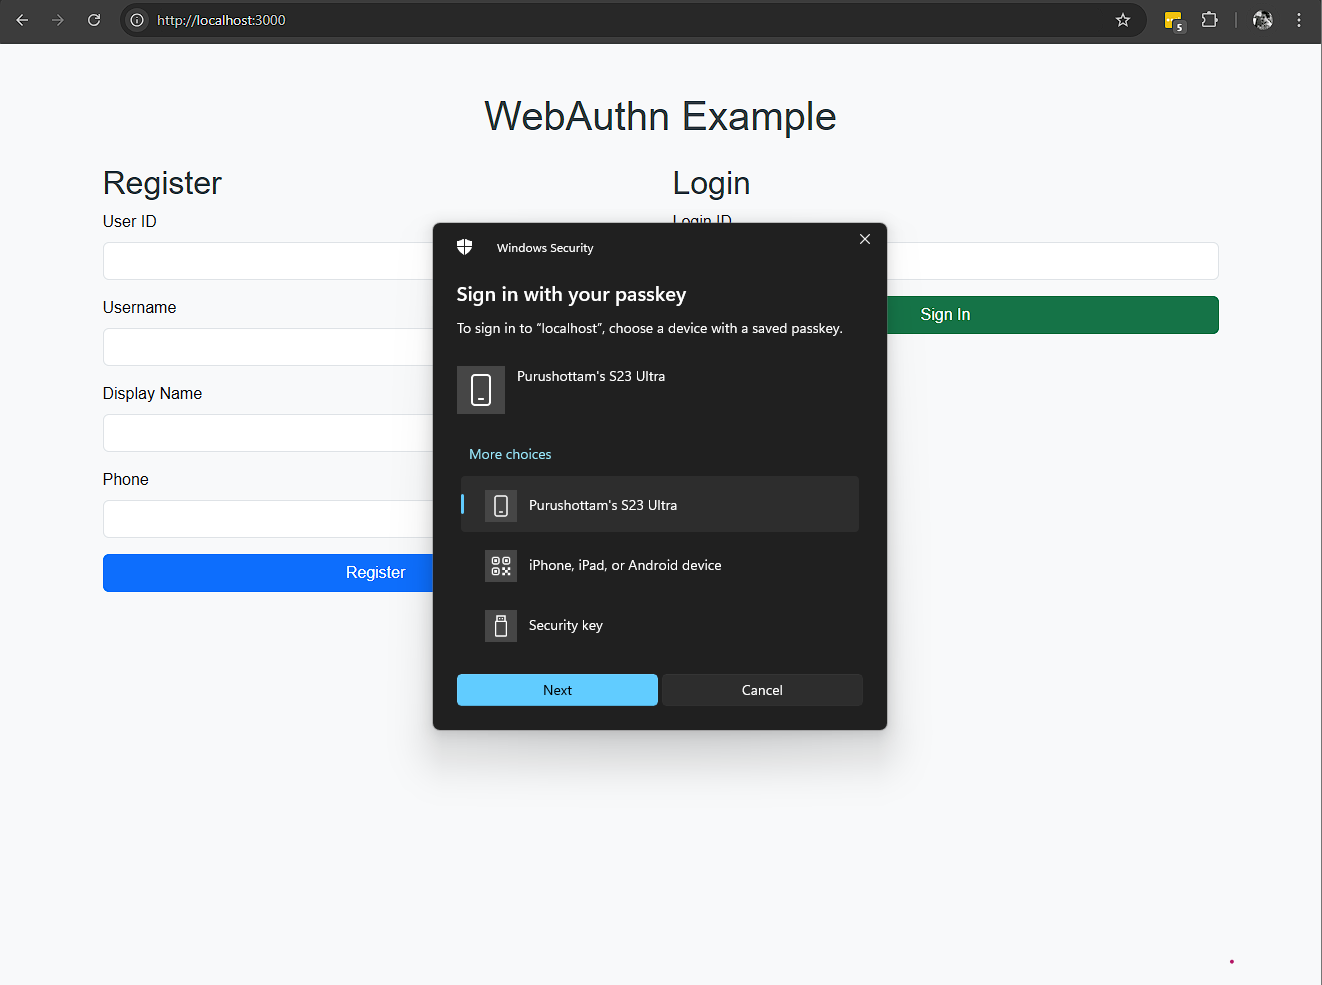 http://localhost:3000
5
WebAuthn Example
Register
Login
User ID
Login ID
Username
Sign In
Display Name
Phone
Register
Windows Security
Sign in with your passkey
To sign in to “localhost”, choose a device with a saved passkey.
Purushottam's S23 Ultra
More choices
Purushottam's S23 Ultra
iPhone, iPad, or Android device
Security key
Next
Cancel